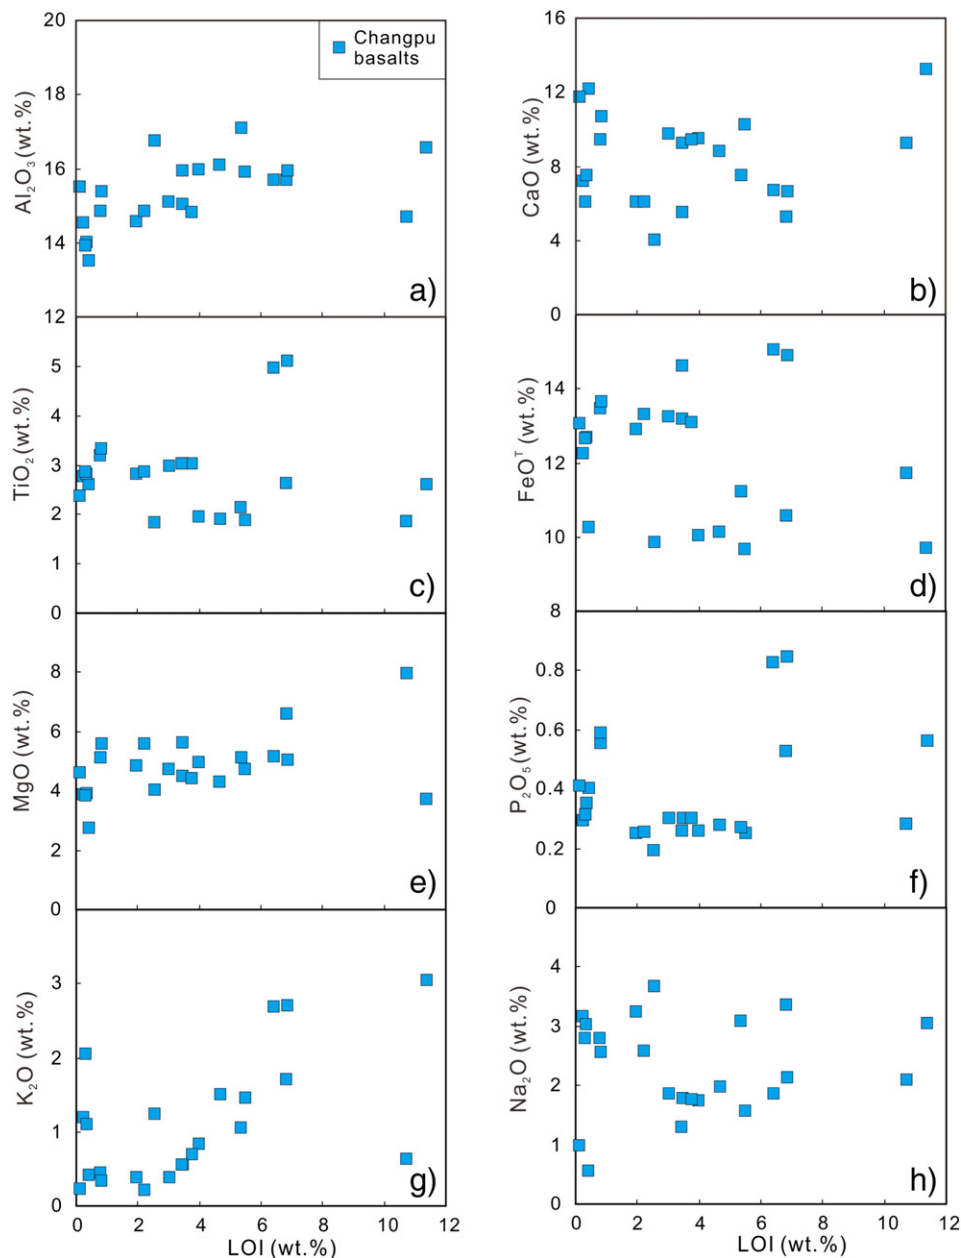 20
18
16
14
12
Al₂O₃ (wt.%)
Changpu
basalts
a)
16
12
8
4
0
CaO (wt.%)
b)
5
4
3
2
1
0
TiO₂ (wt.%)
c)
14
12
10
8
FeOᵀ (wt.%)
d)
8
6
4
2
0
MgO (wt.%)
e)
0.8
0.6
0.4
0.2
0
P₂O₅ (wt.%)
f)
3
2
1
0
K₂O (wt.%)
g)
0 2 4 6 8 10 12
LOI (wt.%)
4
3
2
1
0
Na₂O (wt.%)
h)
0 2 4 6 8 10 12
LOI (wt.%)